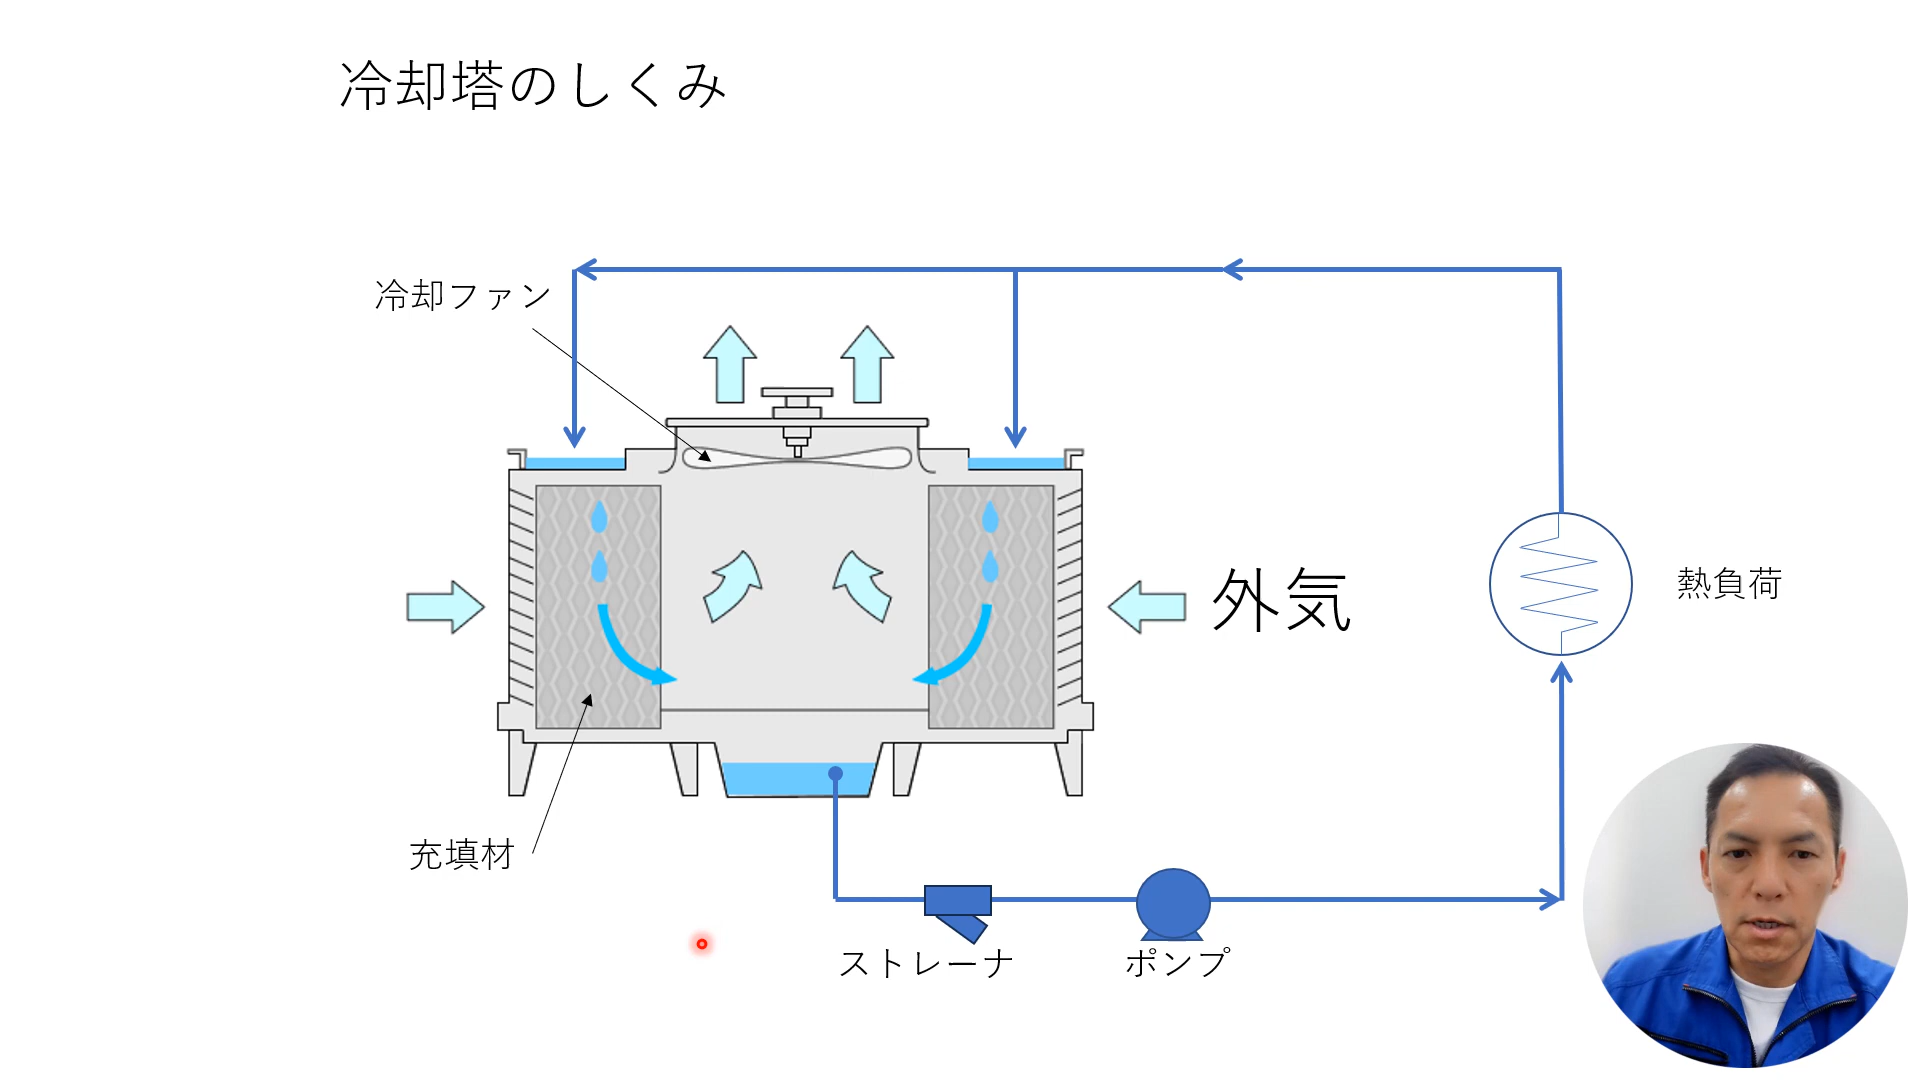 冷却塔のしくみ
冷却ファン
外気
熱負荷
充填材
ストレーナ
ポンプ